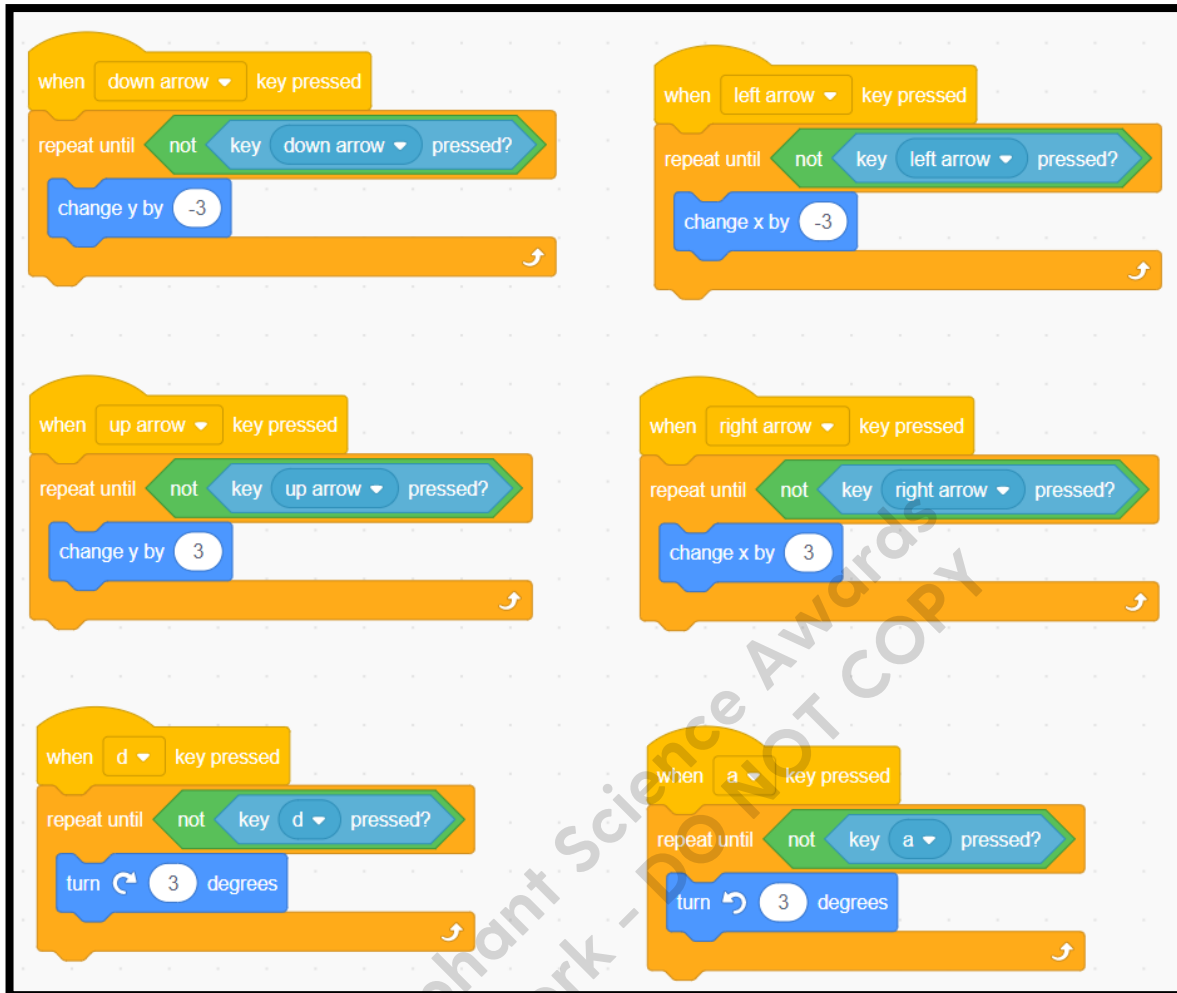 when down arrow key pressed
repeat until not key down arrow pressed?
change y by -3
when left arrow key pressed
repeat until not key left arrow pressed?
change x by -3
when up arrow key pressed
repeat until not key up arrow pressed?
change y by 3
when right arrow key pressed
repeat until not key right arrow pressed?
change x by 3
when d key pressed
repeat until not key d pressed?
turn 3 degrees
when a key pressed
repeat until not key a pressed?
turn 3 degrees
Science Awards
DO NOT COPY